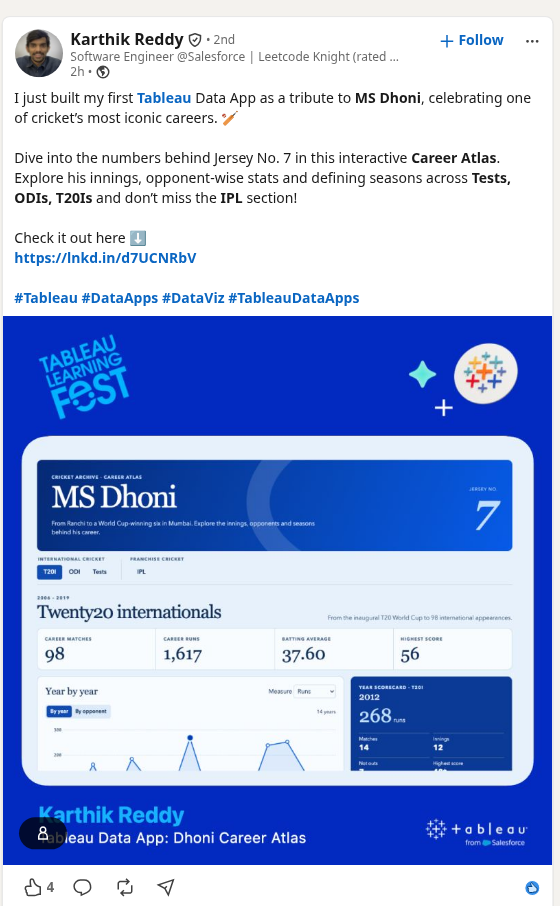 Karthik Reddy • 2nd
+ Follow
Software Engineer @Salesforce | Leetcode Knight (rated ...
2h •
I just built my first Tableau Data App as a tribute to MS Dhoni, celebrating one
of cricket’s most iconic careers. 🏏
Dive into the numbers behind Jersey No. 7 in this interactive Career Atlas.
Explore his innings, opponent-wise stats and defining seasons across Tests,
ODIs, T20Is and don’t miss the IPL section!
Check it out here ⬇️
https://lnkd.in/d7UCNRbV
#Tableau #DataApps #DataViz #TableauDataApps
TABLEAU
LEARNING
FEST
CRICKET ARCHIVE · CAREER ATLAS
MS Dhoni
From Ranchi to a World Cup-winning six in Mumbai. Explore the innings, opponents and seasons
behind his career.
JERSEY NO.
7
INTERNATIONAL CRICKET
FRANCHISE CRICKET
T20I ODI Tests IPL
2006 - 2019
Twenty20 internationals
From the inaugural T20 World Cup to 98 international appearances.
CAREER MATCHES
98
CAREER RUNS
1,617
BATTING AVERAGE
37.60
HIGHEST SCORE
56
Year by year
Measure Runs
By year By opponent
14 years
YEAR SCORECARD · T20I
2012
268 runs
Matches
14
Innings
12
Not outs
Highest score
Karthik Reddy
Tableau Data App: Dhoni Career Atlas
+ableau
from Salesforce
4